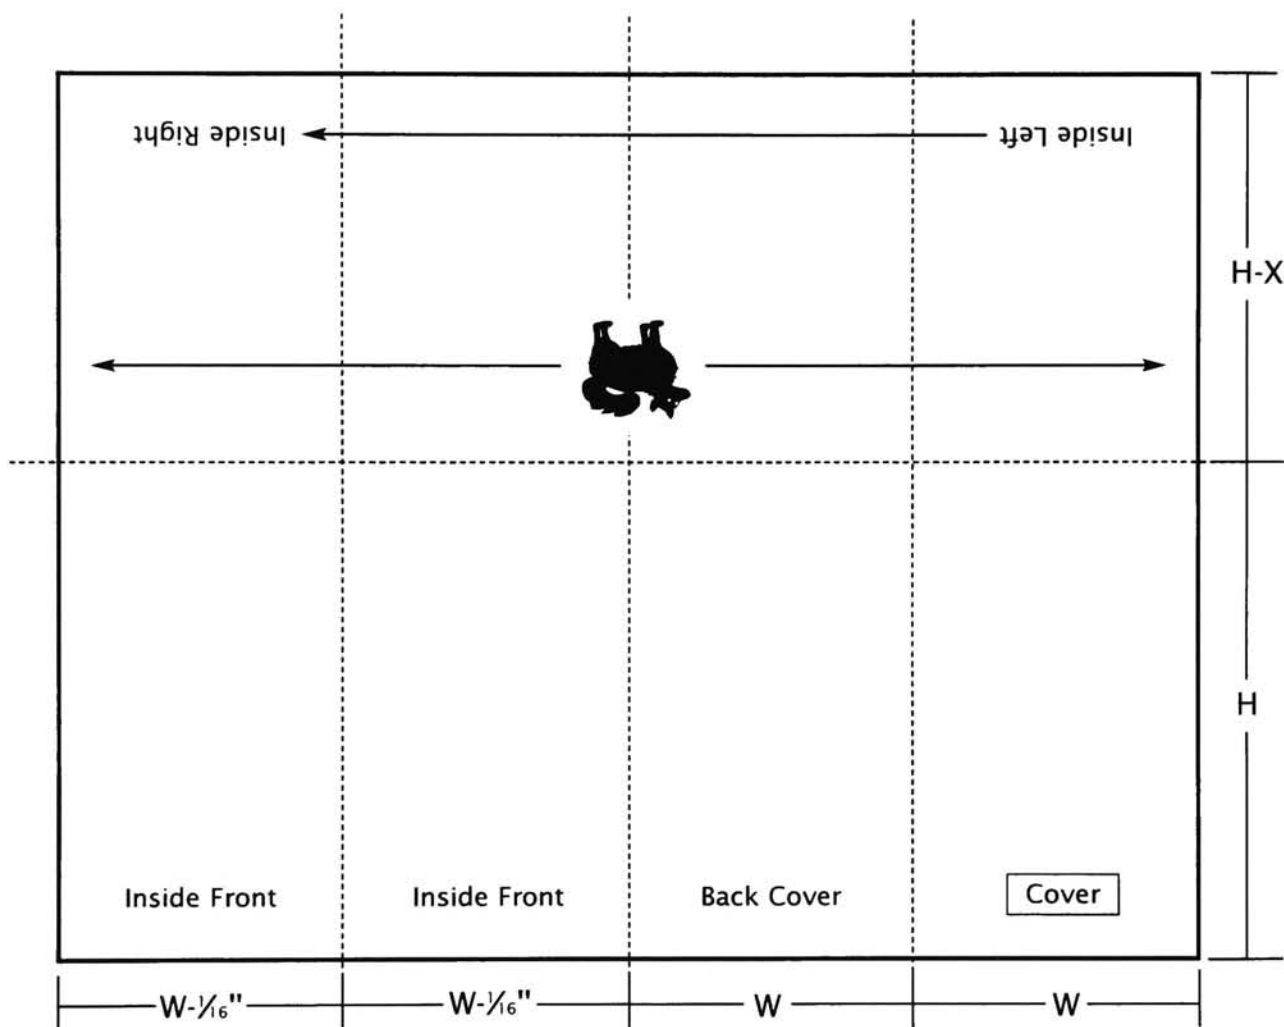 Inside Right
Inside Left
H-X
H
Inside Front
Inside Front
Back Cover
Cover
W-1/16"
W-1/16"
W
W